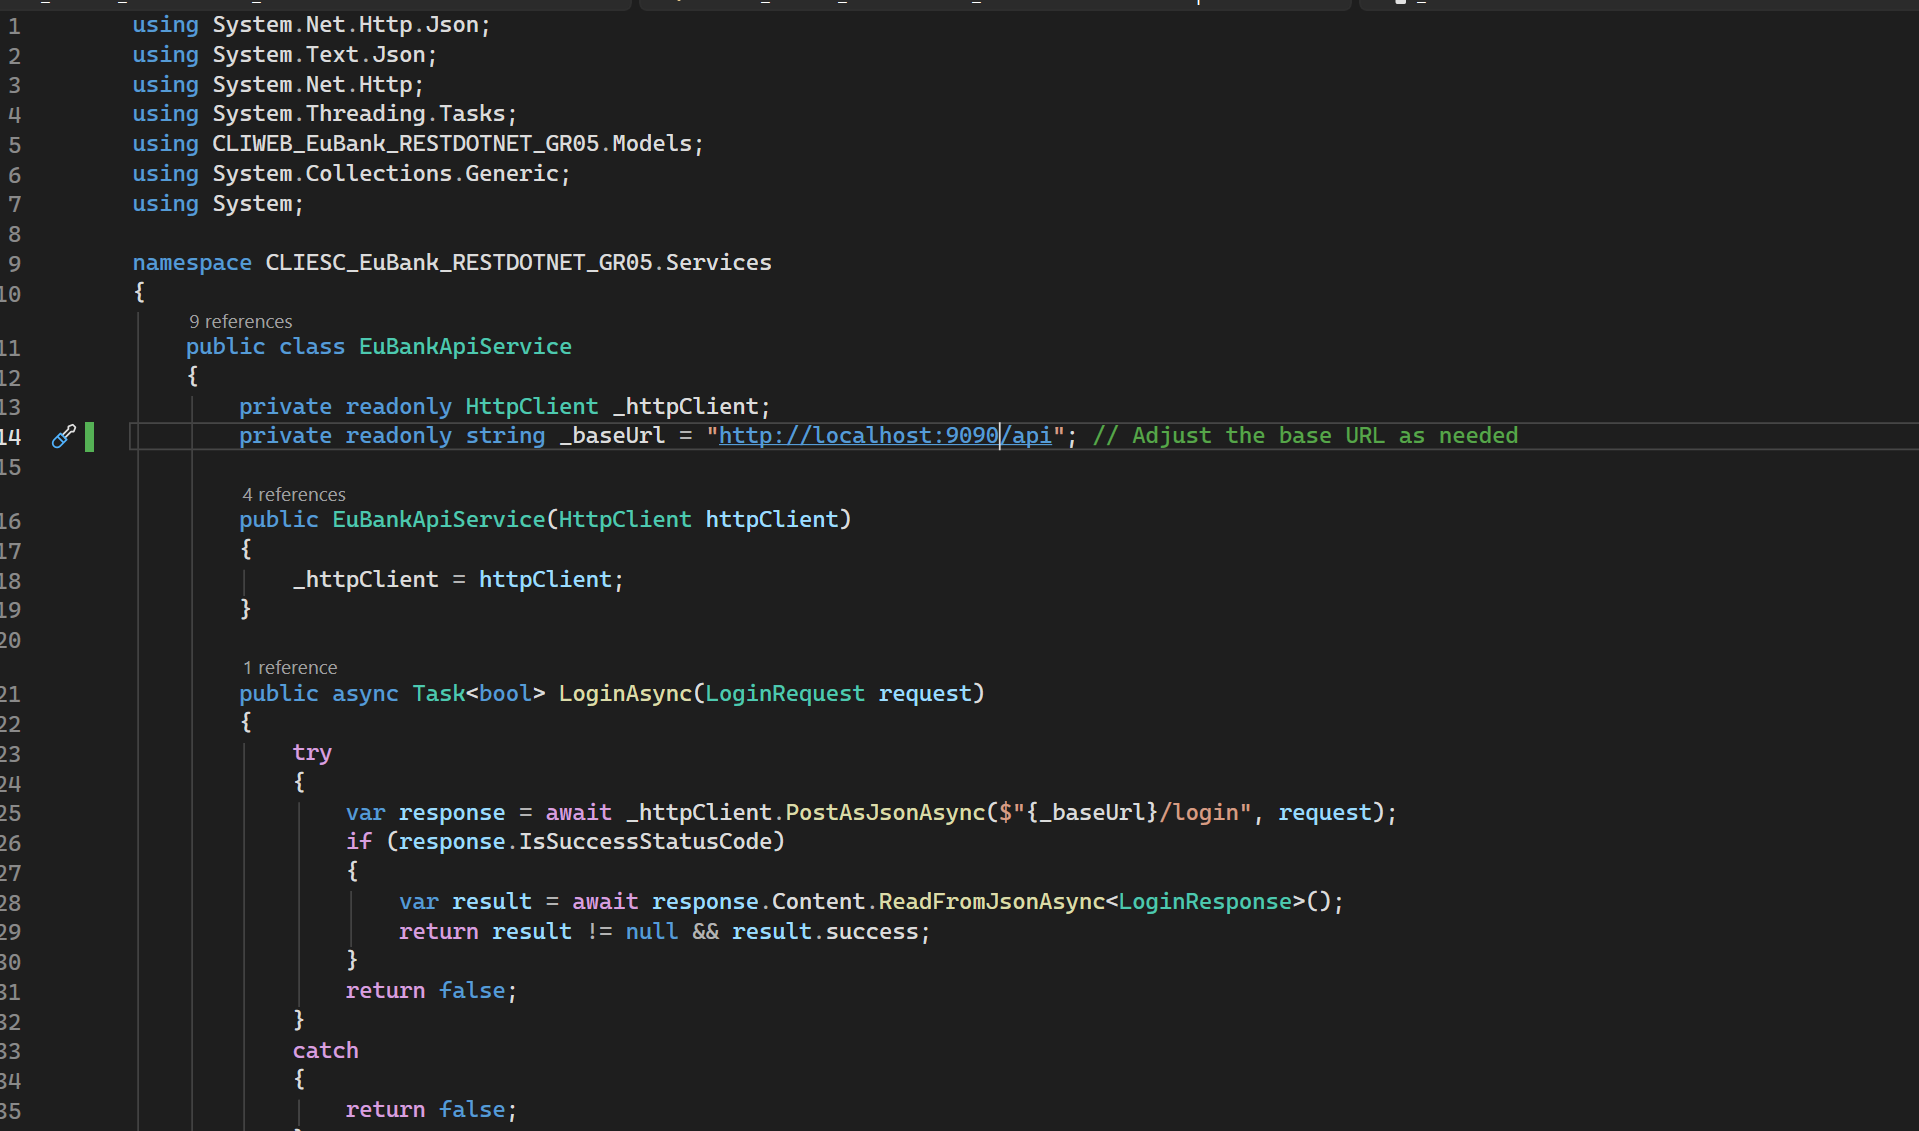 1 using System.Net.Http.Json;
2 using System.Text.Json;
3 using System.Net.Http;
4 using System.Threading.Tasks;
5 using CLIWEB_EuBank_RESTDOTNET_GR05.Models;
6 using System.Collections.Generic;
7 using System;
8
9 namespace CLIESC_EuBank_RESTDOTNET_GR05.Services
10 {
9 references
11 public class EuBankApiService
12 {
13 private readonly HttpClient _httpClient;
14 private readonly string _baseUrl = "http://localhost:9090/api"; // Adjust the base URL as needed
15
4 references
16 public EuBankApiService(HttpClient httpClient)
17 {
18 _httpClient = httpClient;
19 }
20
1 reference
21 public async Task<bool> LoginAsync(LoginRequest request)
22 {
23 try
24 {
25 var response = await _httpClient.PostAsJsonAsync($"{_baseUrl}/login", request);
26 if (response.IsSuccessStatusCode)
27 {
28 var result = await response.Content.ReadFromJsonAsync<LoginResponse>();
29 return result != null && result.success;
30 }
31 return false;
32 }
33 catch
34 {
35 return false;